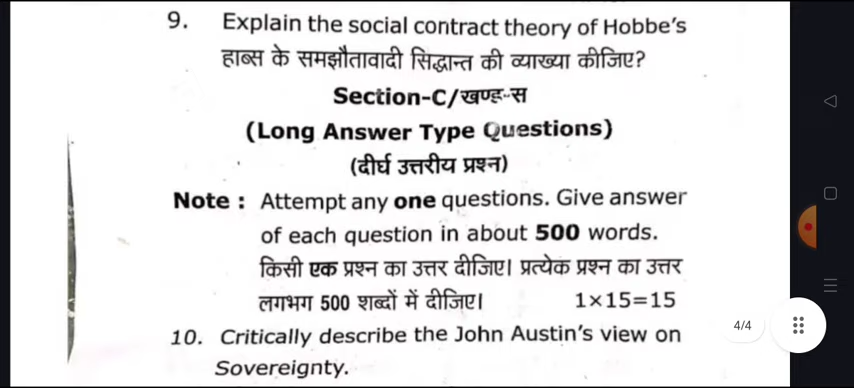 9. Explain the social contract theory of Hobbe's
हाब्स के समझौतावादी सिद्धान्त की व्याख्या कीजिए?
Section-C/खण्ड-स
(Long Answer Type Questions)
(दीर्घ उत्तरीय प्रश्न)
Note : Attempt any one questions. Give answer
of each question in about 500 words.
किसी एक प्रश्न का उत्तर दीजिए। प्रत्येक प्रश्न का उत्तर
लगभग 500 शब्दों में दीजिए। 1×15=15
10. Critically describe the John Austin's view on
Sovereignty.
4/4